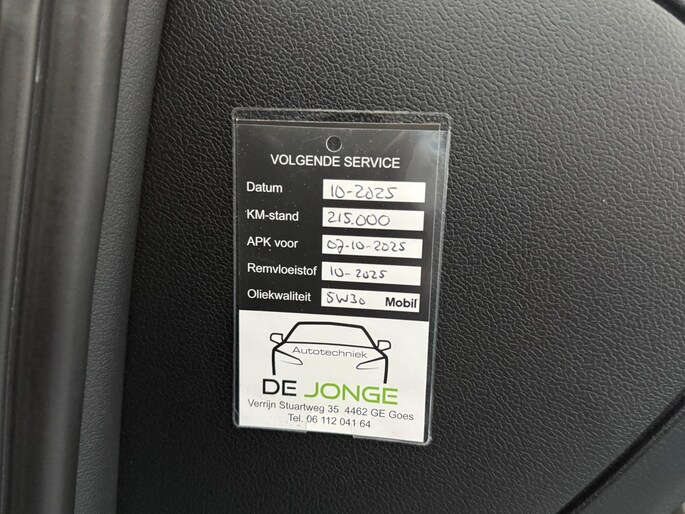 VOLGENDE SERVICE
Datum 10-2025
KM-stand 215.000
APK voor 07-10-2025
Remvloeistof 10-2025
Oliekwaliteit 5W30 Mobil
Autotechniek
DE JONGE
Verrijn Stuartweg 35 4462 GE Goes
Tel. 06 112 041 64